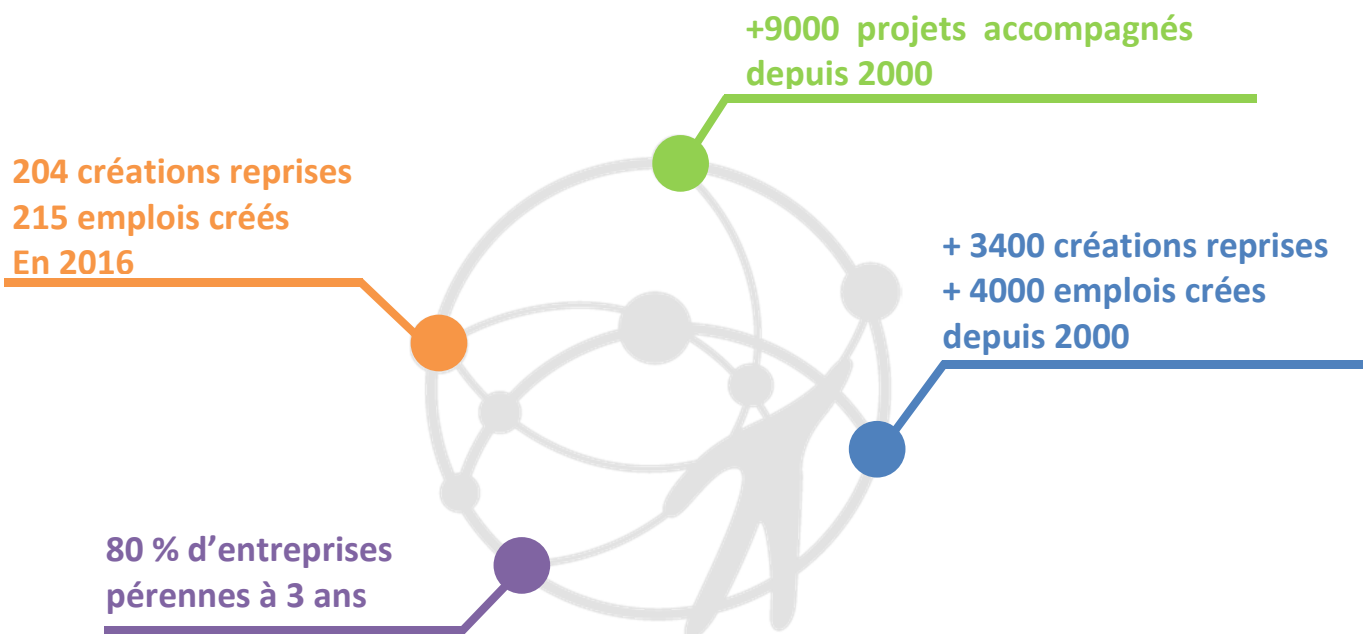 +9000 projets accompagnés
depuis 2000
204 créations reprises
215 emplois créés
En 2016
+ 3400 créations reprises
+ 4000 emplois crées
depuis 2000
80 % d’entreprises
pérennes à 3 ans